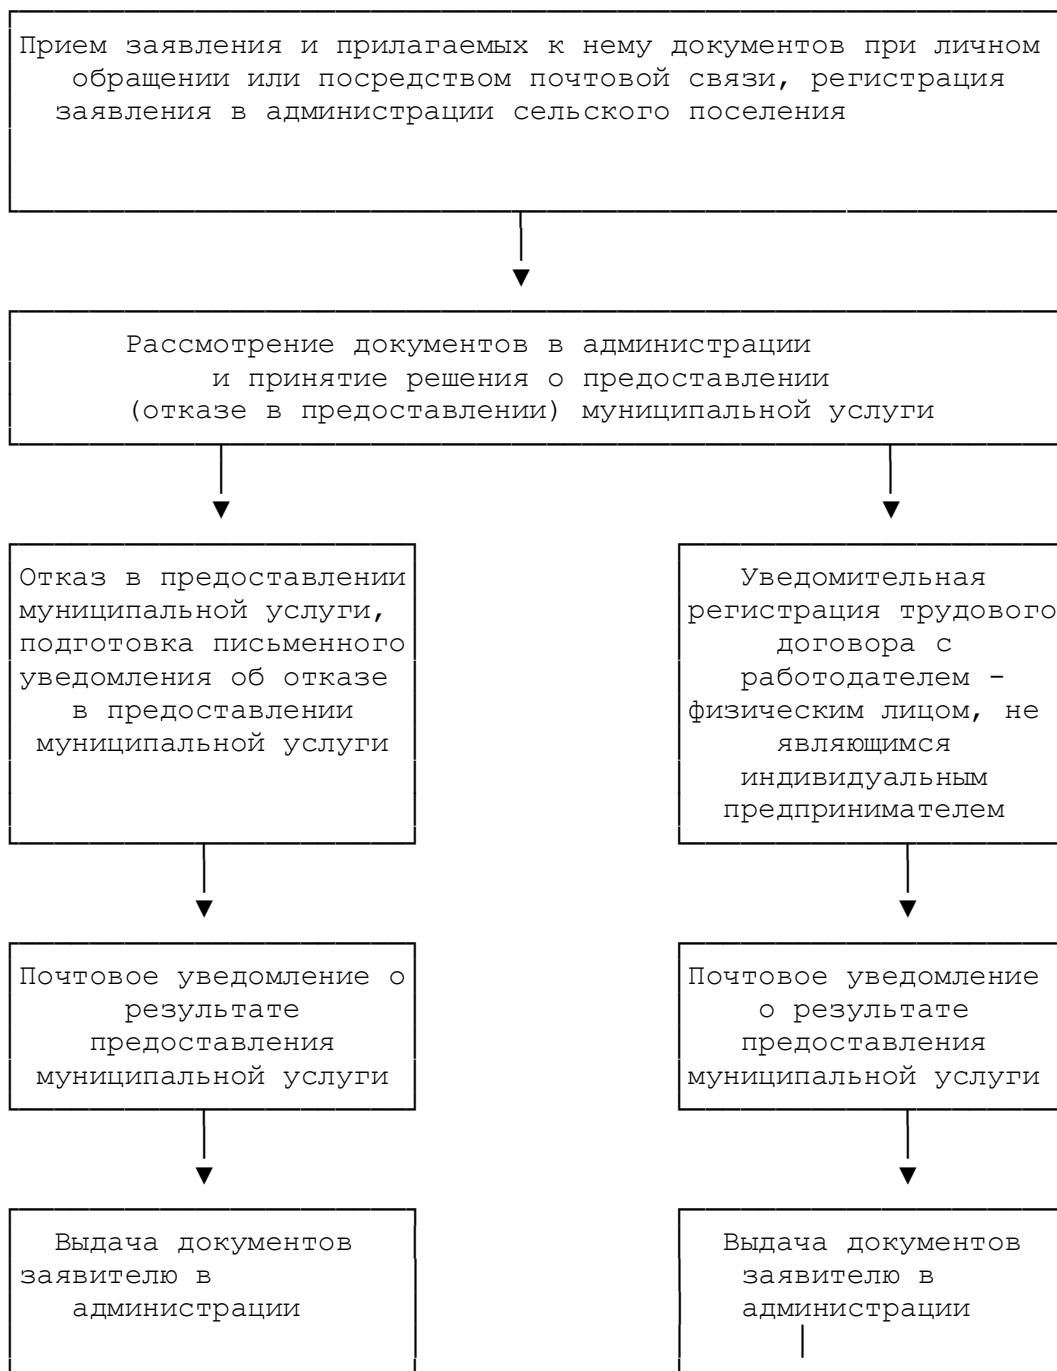 Прием заявления и прилагаемых к нему документов при личном
обращении или посредством почтовой связи, регистрация
заявления в администрации сельского поселения
Рассмотрение документов в администрации
и принятие решения о предоставлении
(отказе в предоставлении) муниципальной услуги
Отказ в предоставлении
муниципальной услуги,
подготовка письменного
уведомления об отказе
в предоставлении
муниципальной услуги
Уведомительная
регистрация трудового
договора с
работодателем -
физическим лицом, не
являющимся
индивидуальным
предпринимателем
Почтовое уведомление о
результате
предоставления
муниципальной услуги
Почтовое уведомление
о результате
предоставления
муниципальной услуги
Выдача документов
заявителю в
администрации
Выдача документов
заявителю в
администрации